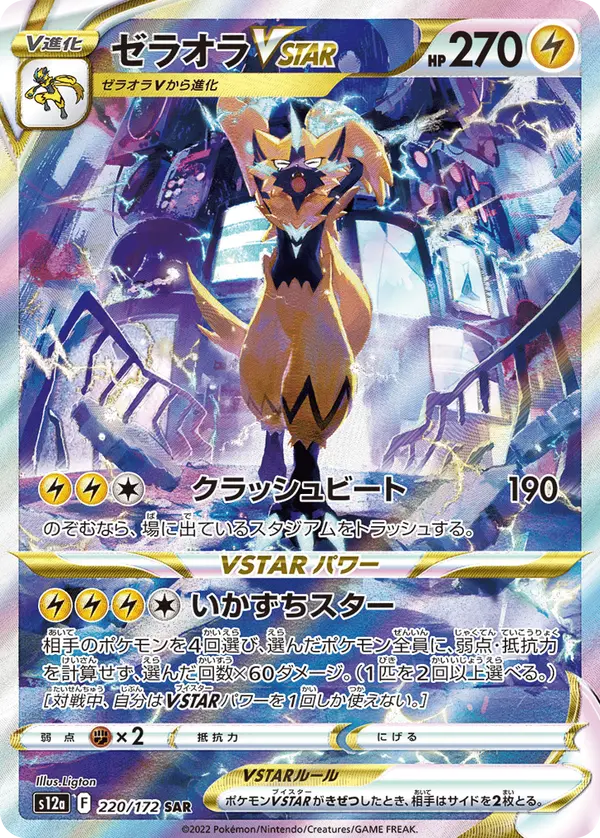 V進化
ゼラオラVSTAR
HP 270
ゼラオラVから進化
クラッシュビート 190
のぞむなら、場に出ているスタジアムをトラッシュする。
VSTARパワー
いかずちスター
相手のポケモンを4回選び、選んだポケモン全員に、弱点・抵抗力
を計算せず、選んだ回数×60ダメージ。(1匹を2回以上選べる。)
[対戦中、自分はVSTARパワーを1回しか使えない。]
弱点 ×2 抵抗力 にげる
Illus.Ligton
s12a F 220/172 SAR
VSTARルール
ポケモンVSTARがきぜつしたとき、相手はサイドを2枚とる。
©2022 Pokémon/Nintendo/Creatures/GAME FREAK.